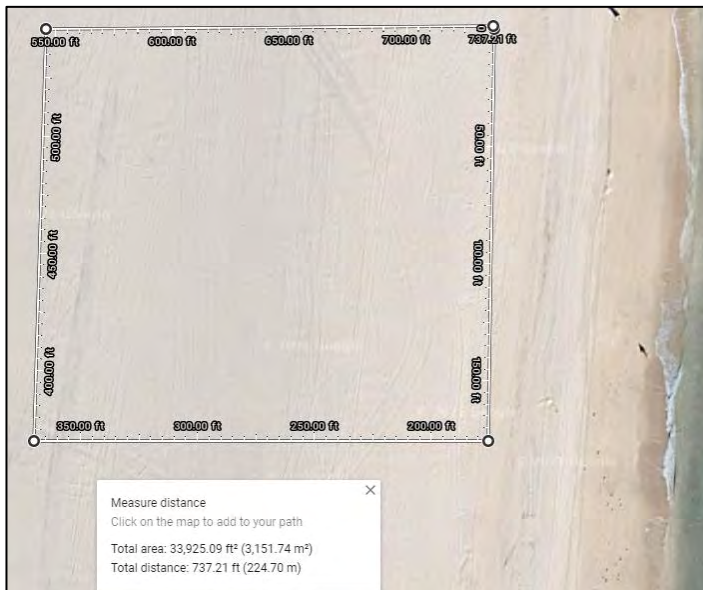 550.00 ft 600.00 ft 650.00 ft 700.00 ft 737.21 ft
0
500.00 ft
50.00 ft
450.00 ft
100.00 ft
400.00 ft
150.00 ft
350.00 ft 300.00 ft 250.00 ft 200.00 ft
Measure distance
Click on the map to add to your path
Total area: 33,925.09 ft² (3,151.74 m²)
Total distance: 737.21 ft (224.70 m)